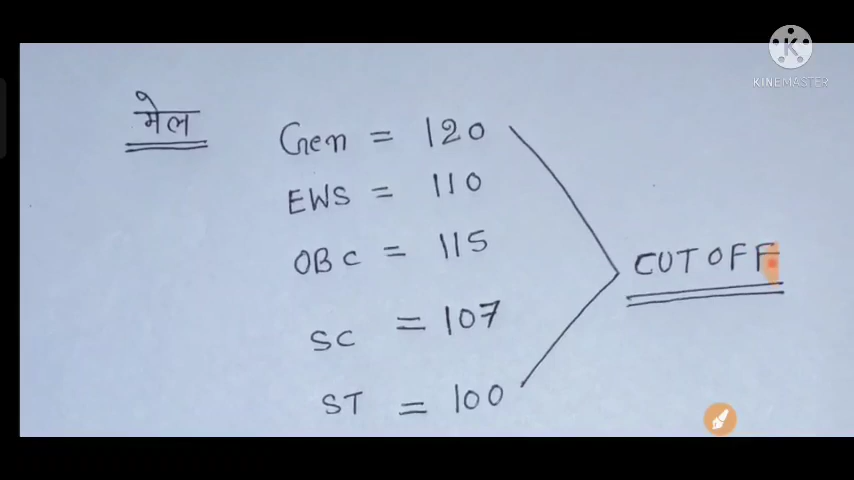 KINEMASTER
मेल
Gen = 120
EWS = 110
OBC = 115
CUTOFF
SC = 107
ST = 100